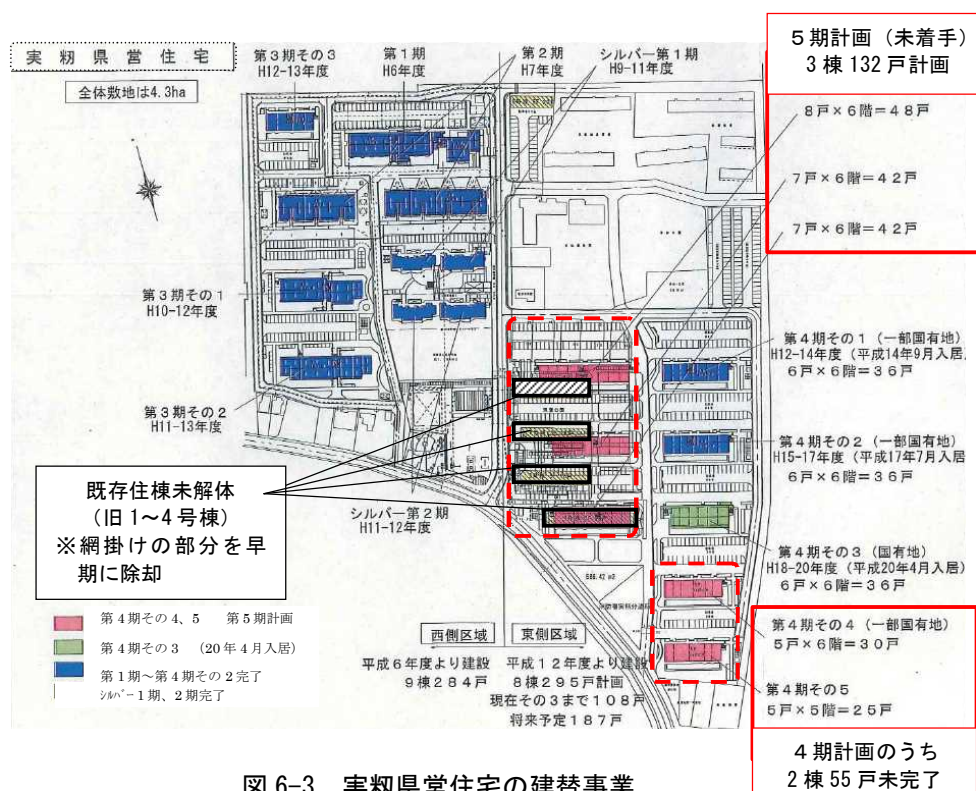 実籾県営住宅
全体敷地は4.3ha
第3期その3
H12-13年度
第1期
H6年度
第2期
H7年度
シルバー第1期
H9-11年度
5期計画（未着手）
3棟132戸計画
8戸×6階＝48戸
7戸×6階＝42戸
7戸×6階＝42戸
第3期その1
H10-12年度
第3期その2
H11-13年度
第4期その1（一部国有地）
H12-14年度（平成14年9月入居）
6戸×6階＝36戸
第4期その2（一部国有地）
H15-17年度（平成17年7月入居
6戸×6階＝36戸
既存住棟未解体
（旧1～4号棟）
※網掛けの部分を早
期に除却
シルバー第2期
H11-12年度
第4期その3（国有地）
H18-20年度（平成20年4月入居）
6戸×6階＝36戸
第4期その4、5　第5期計画
第4期その3　（20年4月入居）
第1期～第4期その2完了
ｼﾙﾊﾞｰ1期、2期完了
西側区域
東側区域
平成6年度より建設
9棟284戸
平成12年度より建設
8棟295戸計画
現在その3まで108戸
将来予定187戸
第4期その4（一部国有地）
5戸×6階＝30戸
第4期その5
5戸×5階＝25戸
4期計画のうち
2棟55戸未完了
図6-3　実籾県営住宅の建替事業